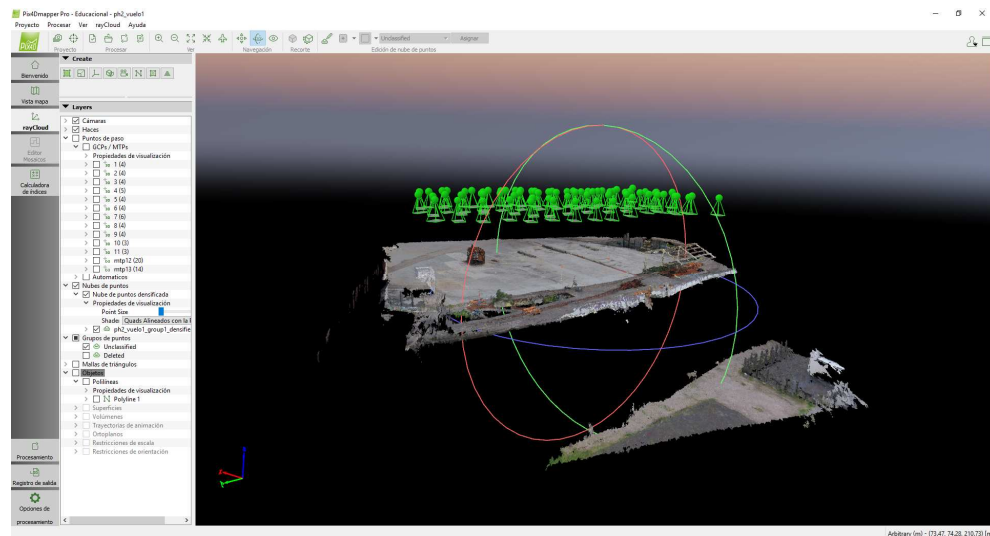 Pix4Dmapper Pro - Educacional - ph2_vuelo1
Proyecto Procesar Ver rayCloud Ayuda
Unclassified Asignar
Proyecto Procesar Ver Navegación Recorte Edición de nube de puntos
Create
Bienvenido
Vista mapa
Layers
rayCloud
Editor Mosaicos
Calculadora de índices
Cámaras
Haces
Puntos de paso
GCPs / MTPs
Propiedades de visualización
1 (4)
2 (4)
3 (4)
4 (5)
5 (4)
6 (4)
7 (6)
8 (4)
9 (4)
10 (3)
11 (3)
mtp12 (20)
mtp13 (14)
Automaticos
Nubes de puntos
Nube de puntos densificada
Propiedades de visualización
Point Size
Shader Quads Alineados con la
ph2_vuelo1_group1_densifie
Grupos de puntos
Unclassified
Deleted
Mallas de triángulos
Objetos
Polilíneas
Propiedades de visualización
Polyline 1
Superficies
Volúmenes
Trayectorias de animación
Ortoplanos
Restricciones de escala
Restricciones de orientación
Procesamiento
Registro de salida
Opciones de
procesamiento
Arbitrary (m) - (73.47, 74.28, 210.73) [m